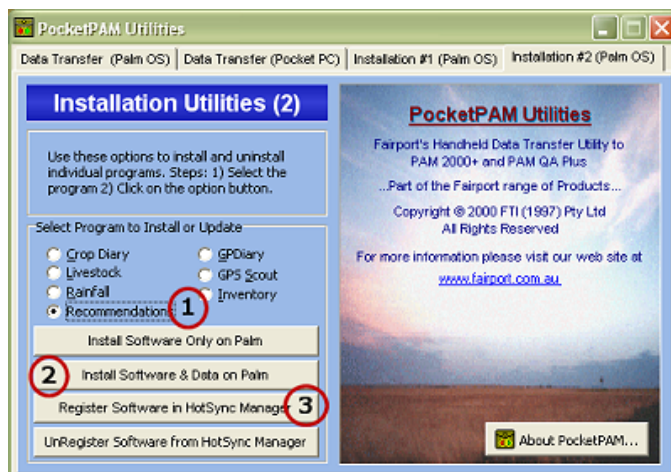 PocketPAM Utilities
Data Transfer (Palm OS)
Data Transfer (Pocket PC)
Installation #1 (Palm OS)
Installation #2 (Palm OS)
Installation Utilities (2)
Use these options to install and uninstall
individual programs. Steps: 1) Select the
program 2) Click on the option button.
Select Program to Install or Update
Crop Diary
GPDiary
Livestock
GPS Scout
Rainfall
Inventory
Recommendations
1
Install Software Only on Palm
2
Install Software & Data on Palm
Register Software in HotSync Manager
3
UnRegister Software from HotSync Manager
PocketPAM Utilities
Fairport's Handheld Data Transfer Utility to
PAM 2000+ and PAM QA Plus
...Part of the Fairport range of Products...
Copyright © 2000 FTI (1997) Pty Ltd
All Rights Reserved
For more information please visit our web site at
www.fairport.com.au
About PocketPAM...